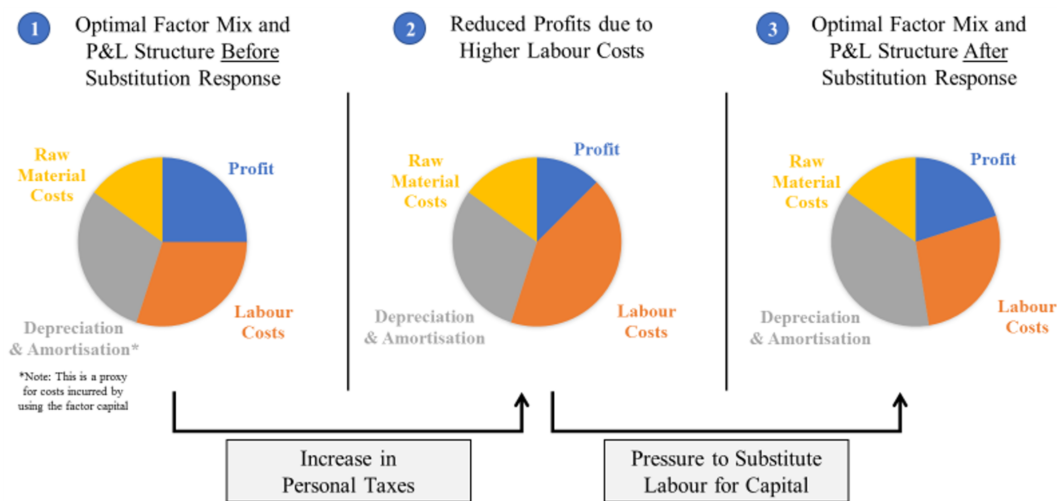 1
Optimal Factor Mix and
P&L Structure Before
Substitution Response
2
Reduced Profits due to
Higher Labour Costs
3
Optimal Factor Mix and
P&L Structure After
Substitution Response
Raw
Material
Costs
Profit
Labour
Costs
Depreciation
& Amortisation*
*Note: This is a proxy
for costs incurred by
using the factor capital
Raw
Material
Costs
Profit
Labour
Costs
Depreciation
& Amortisation
Raw
Material
Costs
Profit
Labour
Costs
Depreciation
& Amortisation
Increase in
Personal Taxes
Pressure to Substitute
Labour for Capital